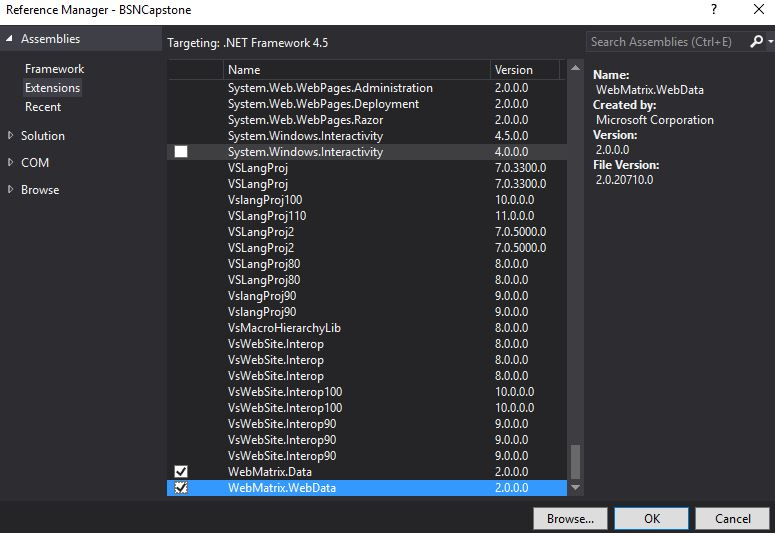 Reference Manager - BSNCapstone
? X
Assemblies
Framework
Extensions
Recent
Solution
COM
Browse
Targeting: .NET Framework 4.5
Name Version
System.Web.WebPages.Administration 2.0.0.0
System.Web.WebPages.Deployment 2.0.0.0
System.Web.WebPages.Razor 2.0.0.0
System.Windows.Interactivity 4.5.0.0
System.Windows.Interactivity 4.0.0.0
VSLangProj 7.0.3300.0
VSLangProj 7.0.3300.0
VslangProj100 10.0.0.0
VSLangProj110 11.0.0.0
VSLangProj2 7.0.5000.0
VSLangProj2 7.0.5000.0
VSLangProj80 8.0.0.0
VSLangProj80 8.0.0.0
VslangProj90 9.0.0.0
VslangProj90 9.0.0.0
VsMacroHierarchyLib 8.0.0.0
VsWebSite.Interop 8.0.0.0
VsWebSite.Interop 8.0.0.0
VsWebSite.Interop 8.0.0.0
VsWebSite.Interop100 10.0.0.0
VsWebSite.Interop100 10.0.0.0
VsWebSite.Interop90 9.0.0.0
VsWebSite.Interop90 9.0.0.0
VsWebSite.Interop90 9.0.0.0
WebMatrix.Data 2.0.0.0
WebMatrix.WebData 2.0.0.0
Search Assemblies (Ctrl+E)
Name:
WebMatrix.WebData
Created by:
Microsoft Corporation
Version:
2.0.0.0
File Version:
2.0.20710.0
Browse... OK Cancel